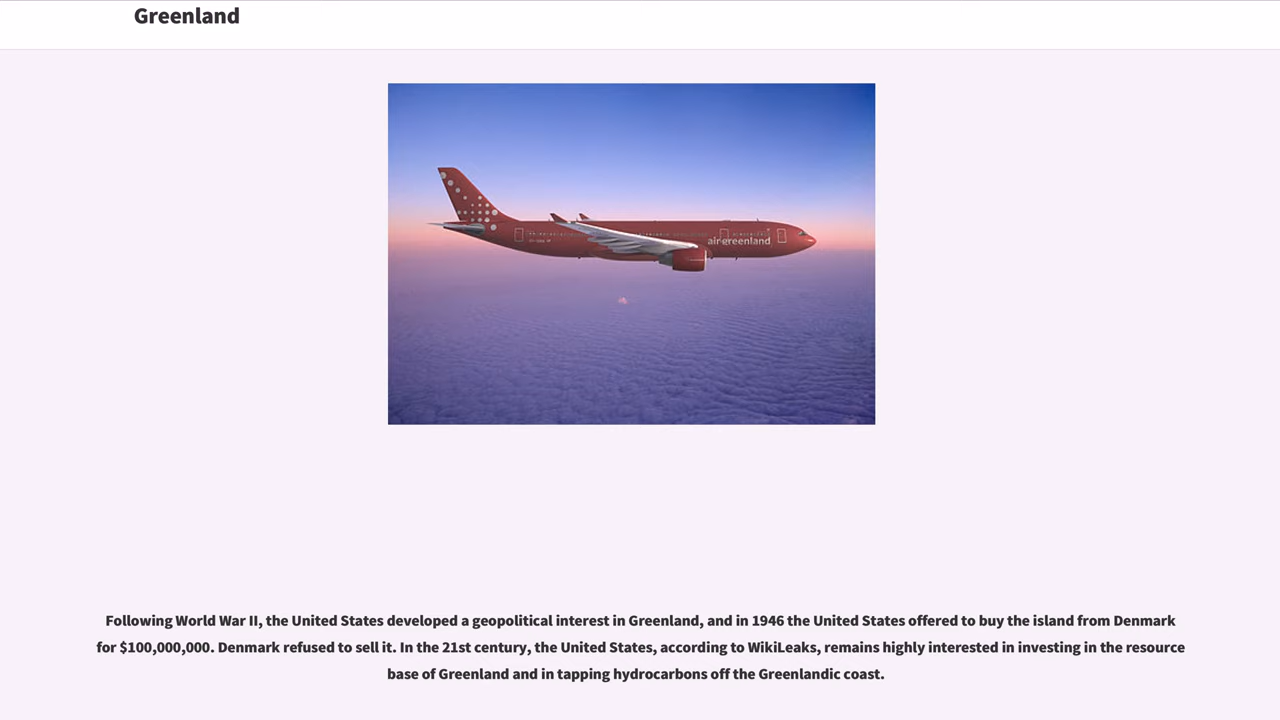 Greenland
airgreenland
Following World War II, the United States developed a geopolitical interest in Greenland, and in 1946 the United States offered to buy the island from Denmark
for $100,000,000. Denmark refused to sell it. In the 21st century, the United States, according to WikiLeaks, remains highly interested in investing in the resource
base of Greenland and in tapping hydrocarbons off the Greenlandic coast.